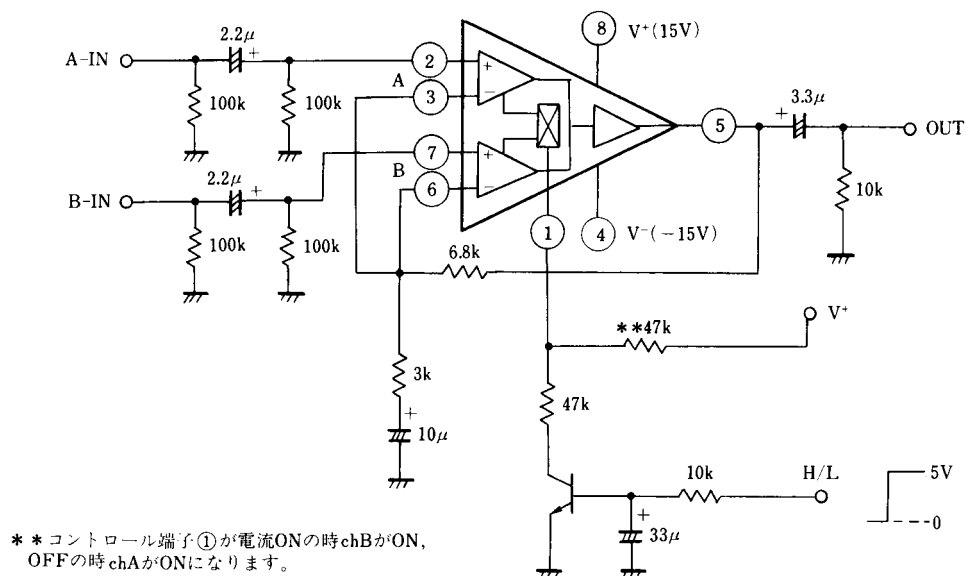 2.2μ
+
8
V⁺(15V)
A-IN
2
+
A
3
−
3.3μ
+
100k
100k
5
OUT
7
+
2.2μ
+
B
6
−
10k
B-IN
1
4
V⁻(−15V)
100k
100k
6.8k
V⁺
**47k
3k
47k
+
10μ
10k
H/L
5V
+
0
33μ
**コントロール端子①が電流ONの時chBがON,
OFFの時chAがONになります。